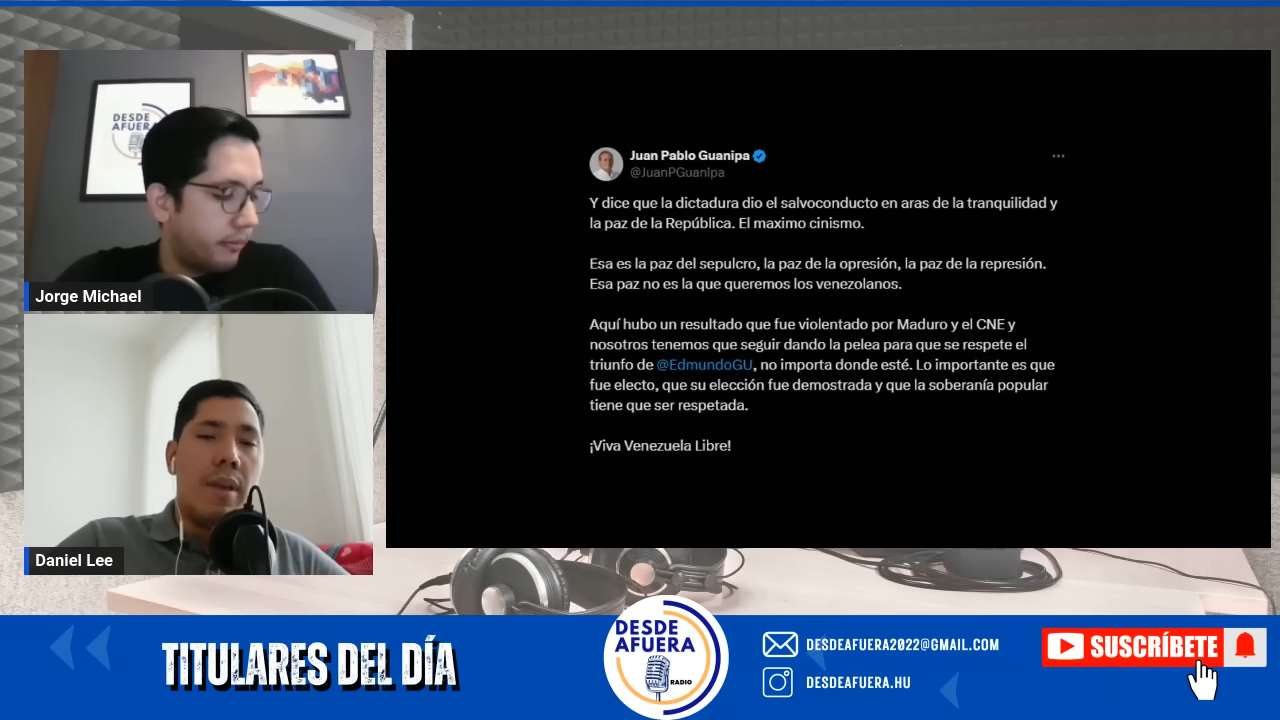 DESDE
AFUERA
Jorge Michael
Daniel Lee
Juan Pablo Guanipa
@JuanPGuanipa
Y dice que la dictadura dio el salvoconducto en aras de la tranquilidad y
la paz de la República. El maximo cinismo.
Esa es la paz del sepulcro, la paz de la opresión, la paz de la represión.
Esa paz no es la que queremos los venezolanos.
Aquí hubo un resultado que fue violentado por Maduro y el CNE y
nosotros tenemos que seguir dando la pelea para que se respete el
triunfo de @EdmundoGU, no importa donde esté. Lo importante es que
fue electo, que su elección fue demostrada y que la soberanía popular
tiene que ser respetada.
¡Viva Venezuela Libre!
TITULARES DEL DÍA
DESDE
AFUERA
RADIO
DESDEAFUERA2022@GMAIL.COM
DESDEAFUERA.HU
SUSCRÍBETE